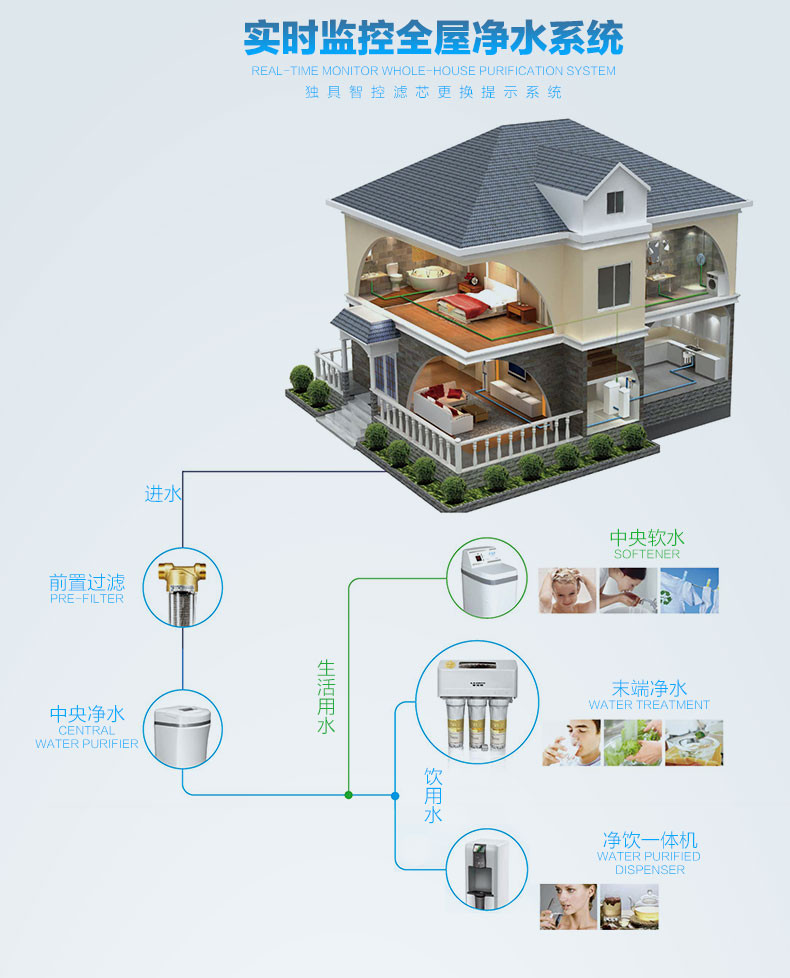 实时监控全屋净水系统
REAL-TIME MONITOR WHOLE-HOUSE PURIFICATION SYSTEM
独具智控滤芯更换提示系统
进水
前置过滤
PRE-FILTER
中央净水
CENTRAL
WATER PURIFIER
生活用水
饮用水
中央软水
SOFTENER
末端净水
WATER TREATMENT
净饮一体机
WATER PURIFIED
DISPENSER